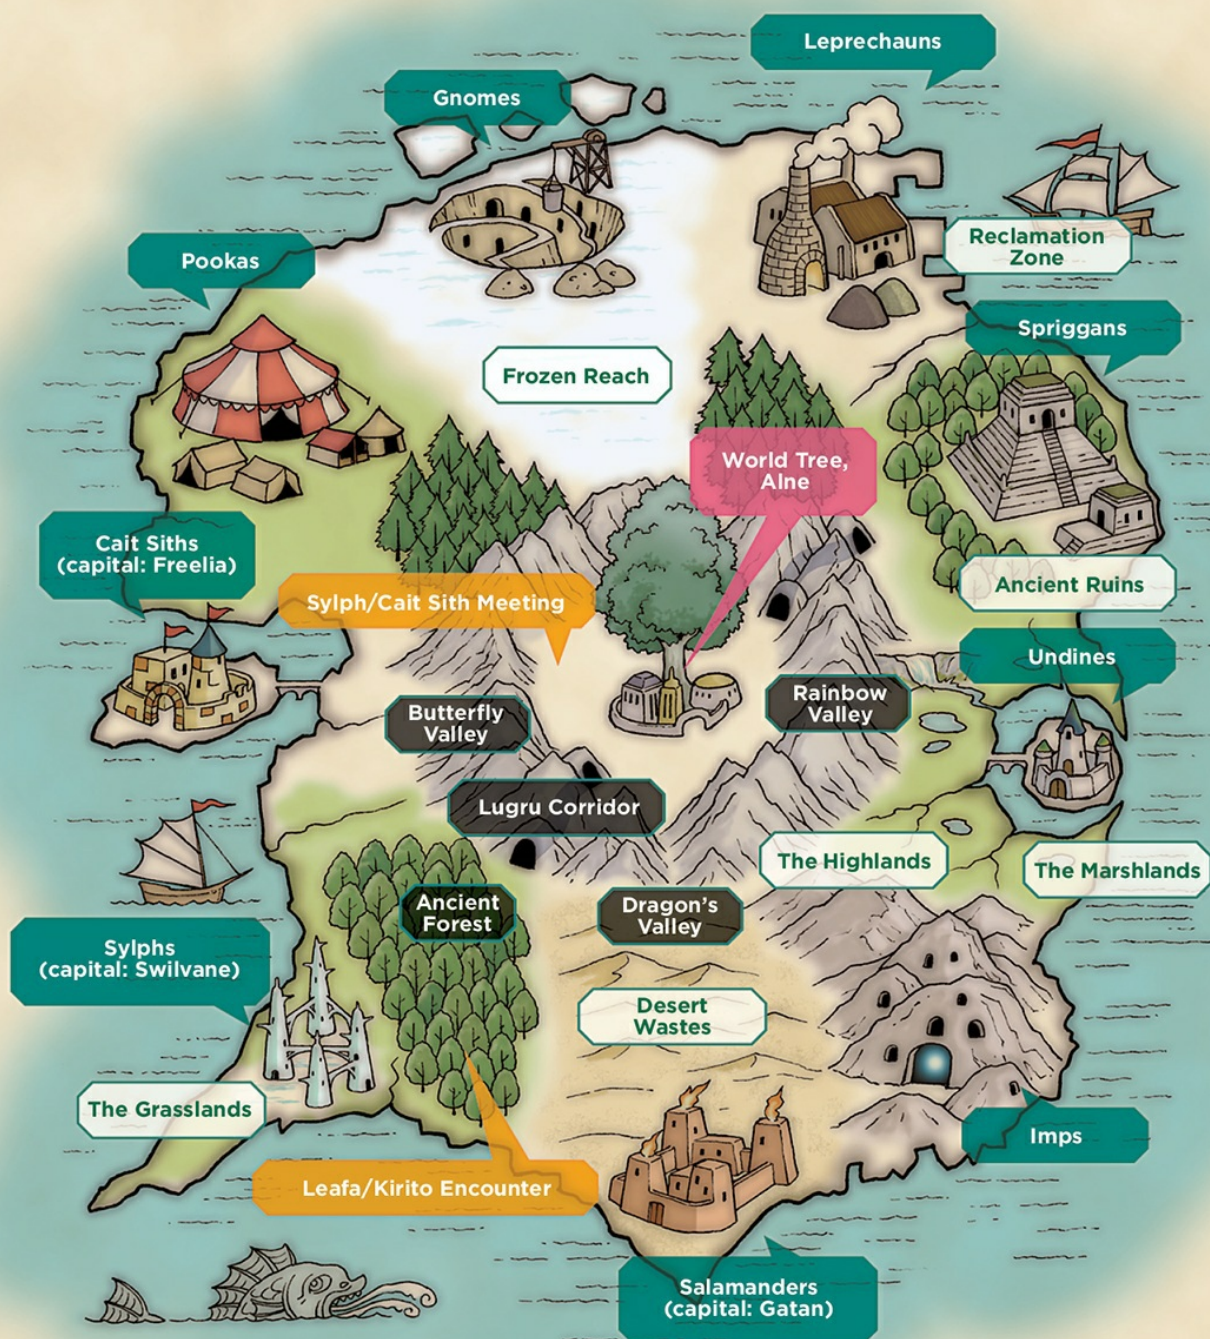 Leprechauns
Gnomes
Reclamation
Zone
Pookas
Spriggans
Frozen Reach
World Tree,
Alne
Cait Siths
(capital: Freelia)
Ancient Ruins
Sylph/Cait Sith Meeting
Undines
Rainbow
Valley
Butterfly
Valley
Lugru Corridor
The Highlands
The Marshlands
Ancient
Forest
Dragon's
Valley
Sylphs
(capital: Swilvane)
Desert
Wastes
The Grasslands
Imps
Leafa/Kirito Encounter
Salamanders
(capital: Gatan)